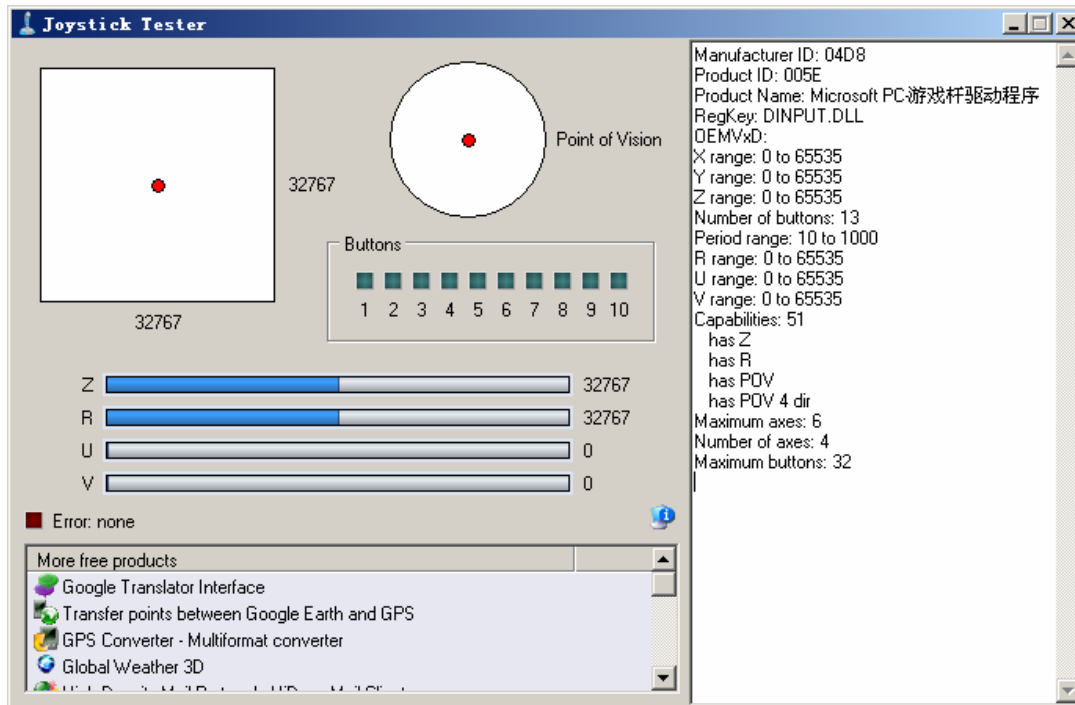 Joystick Tester
32767
32767
Point of Vision
Buttons
1 2 3 4 5 6 7 8 9 10
Z 32767
R 32767
U 0
V 0
Error: none
More free products
Google Translator Interface
Transfer points between Google Earth and GPS
GPS Converter - Multiformat converter
Global Weather 3D
Manufacturer ID: 04D8
Product ID: 005E
Product Name: Microsoft PC-游戏杆驱动程序
RegKey: DINPUT.DLL
OEMVxD:
X range: 0 to 65535
Y range: 0 to 65535
Z range: 0 to 65535
Number of buttons: 13
Period range: 10 to 1000
R range: 0 to 65535
U range: 0 to 65535
V range: 0 to 65535
Capabilities: 51
has Z
has R
has POV
has POV 4 dir
Maximum axes: 6
Number of axes: 4
Maximum buttons: 32